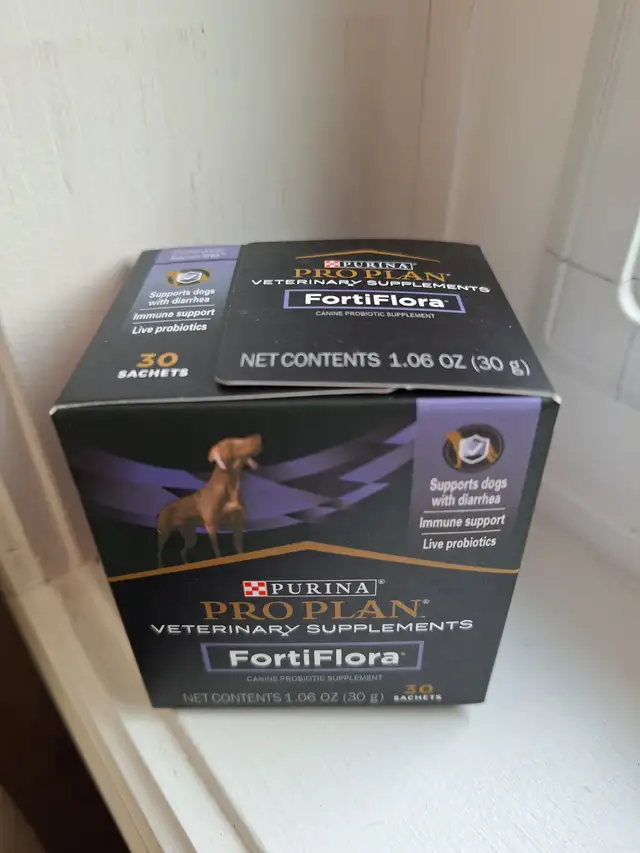 Supports dogs
with diarrhea
Immune support
Live probiotics
30
SACHETS
PURINA
PRO PLAN®
VETERINARY SUPPLEMENTS
FortiFlora
CANINE PROBIOTIC SUPPLEMENT
NET CONTENTS 1.06 OZ (30 g)
Supports dogs
with diarrhea
Immune support
Live probiotics
PURINA®
PRO PLAN®
VETERINARY SUPPLEMENTS
FortiFlora
CANINE PROBIOTIC SUPPLEMENT
NET CONTENTS 1.06 OZ (30 g)
30
SACHETS